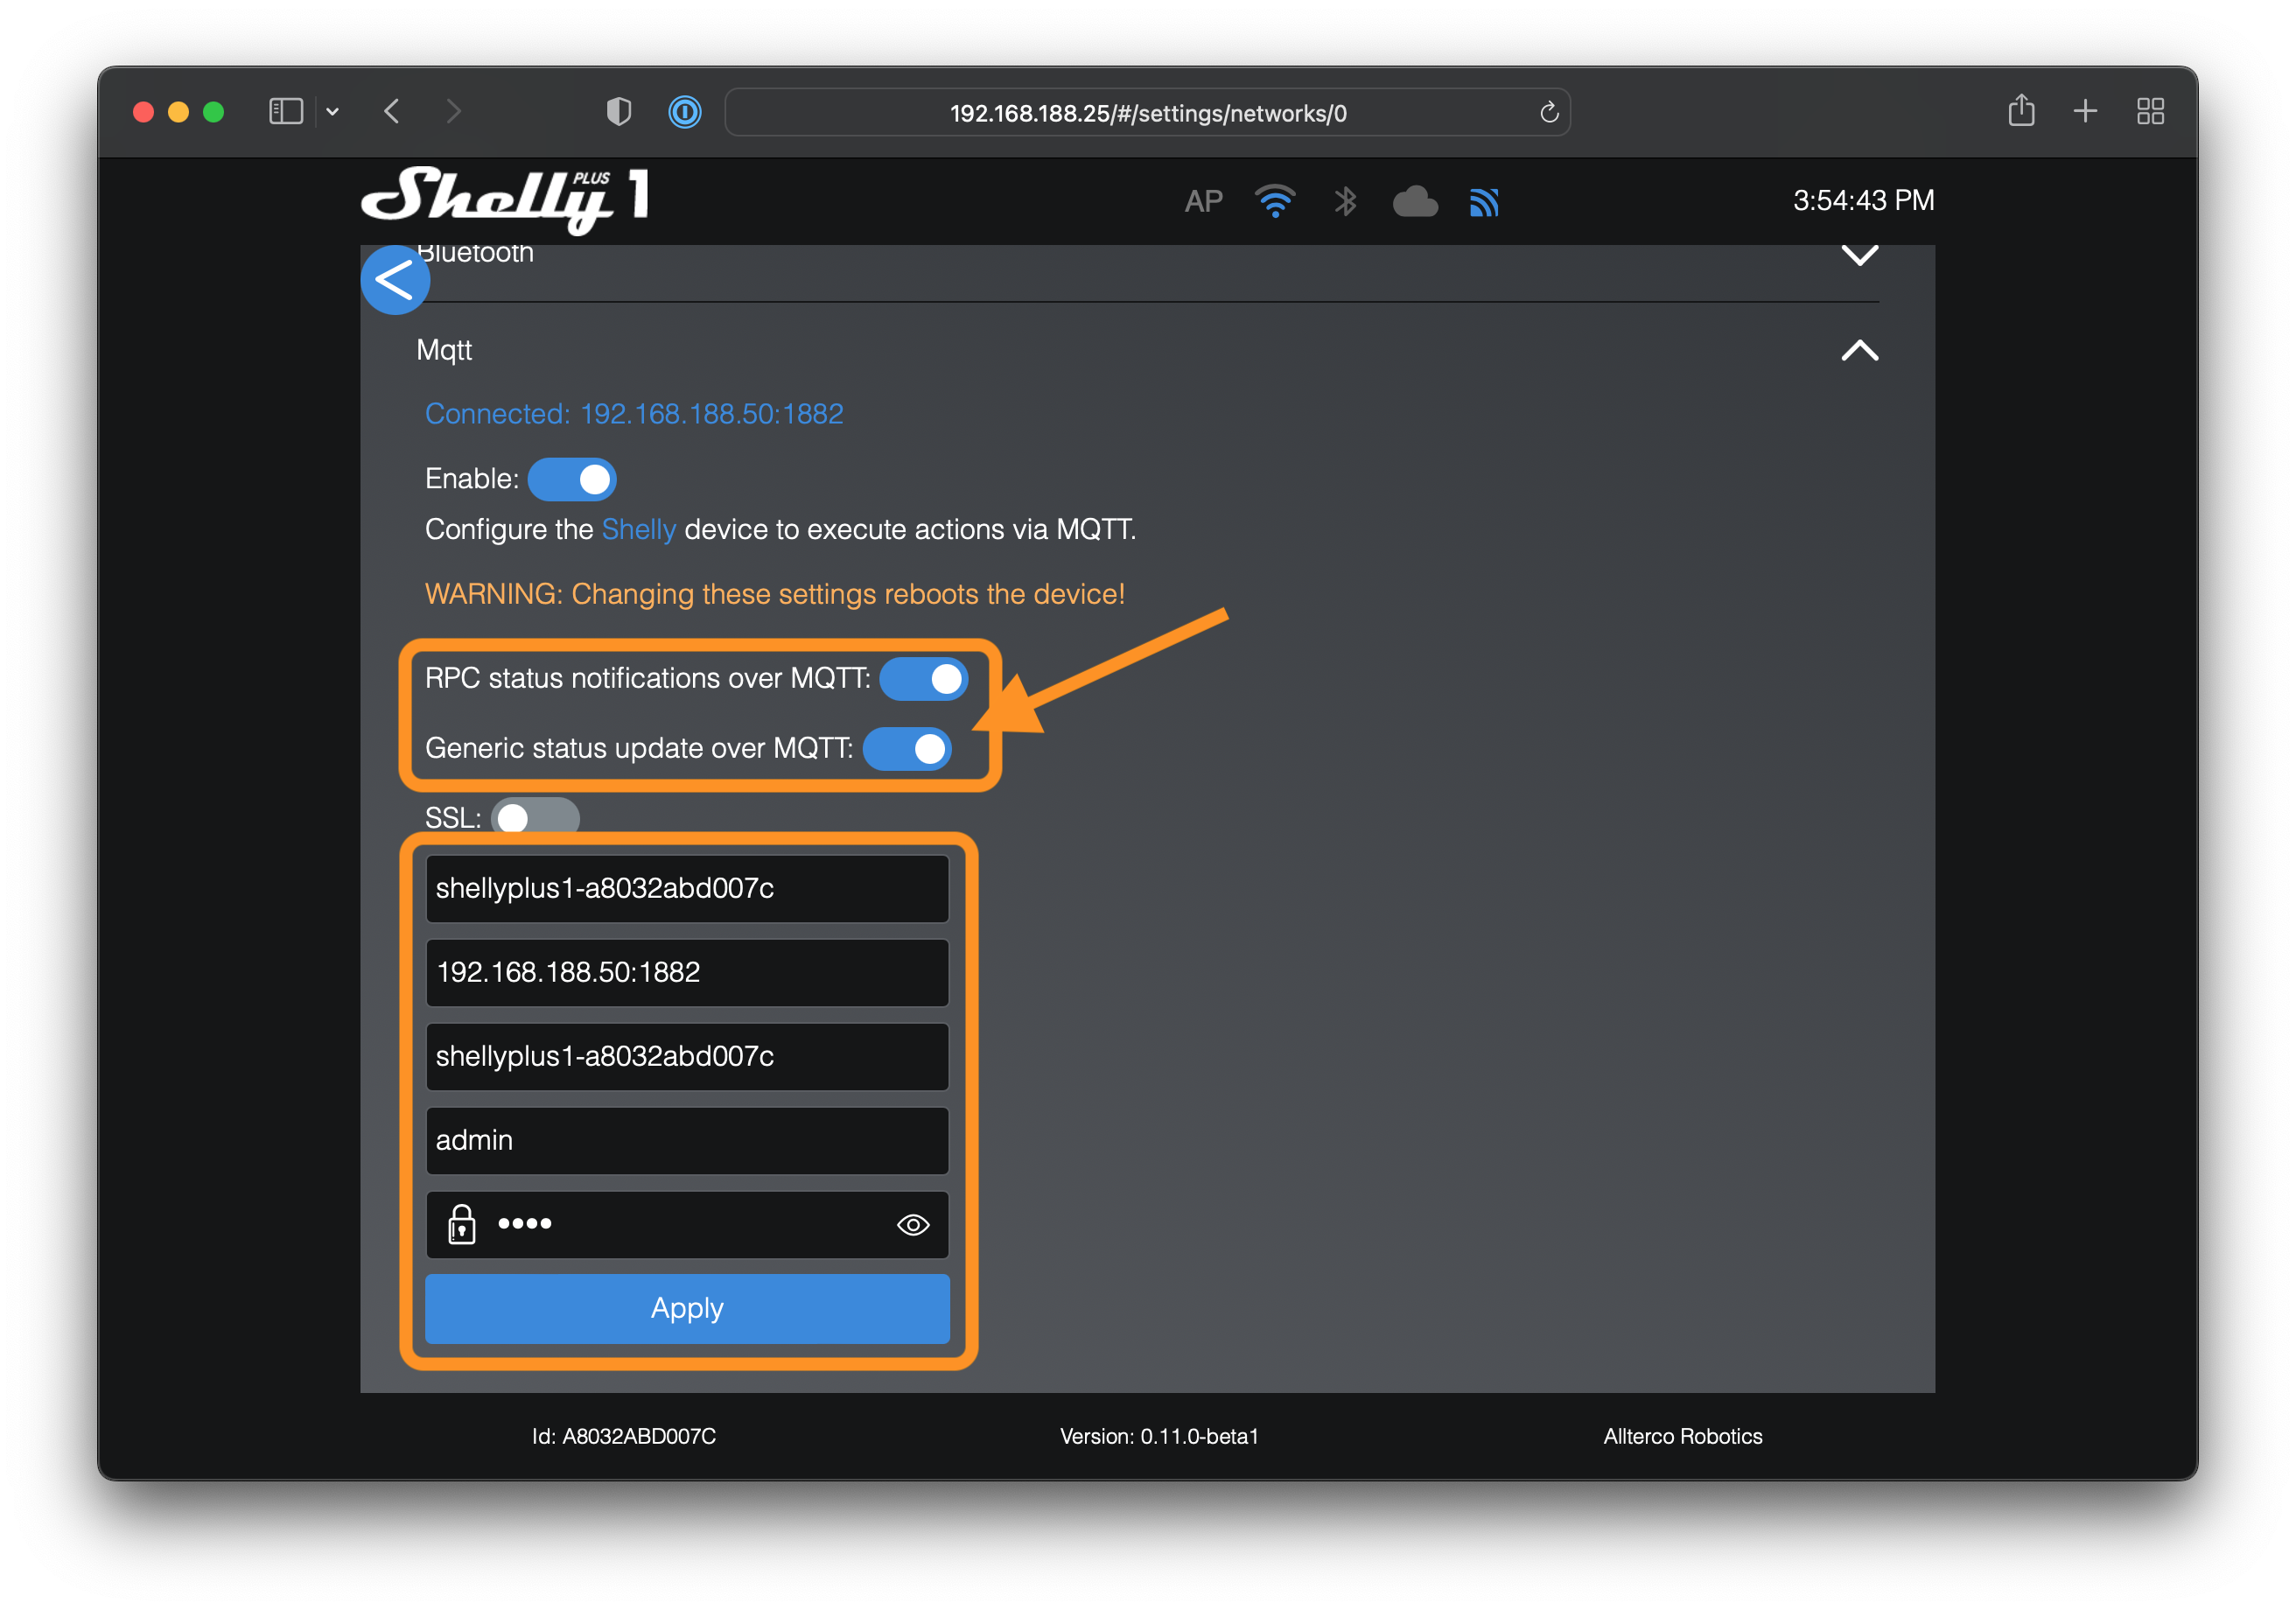 192.168.188.25/#/settings/networks/0
Shelly PLUS 1
AP
3:54:43 PM
Bluetooth
Mqtt
Connected: 192.168.188.50:1882
Enable:
Configure the Shelly device to execute actions via MQTT.
WARNING: Changing these settings reboots the device!
RPC status notifications over MQTT:
Generic status update over MQTT:
SSL:
shellyplus1-a8032abd007c
192.168.188.50:1882
shellyplus1-a8032abd007c
admin
••••
Apply
Id: A8032ABD007C
Version: 0.11.0-beta1
Allterco Robotics